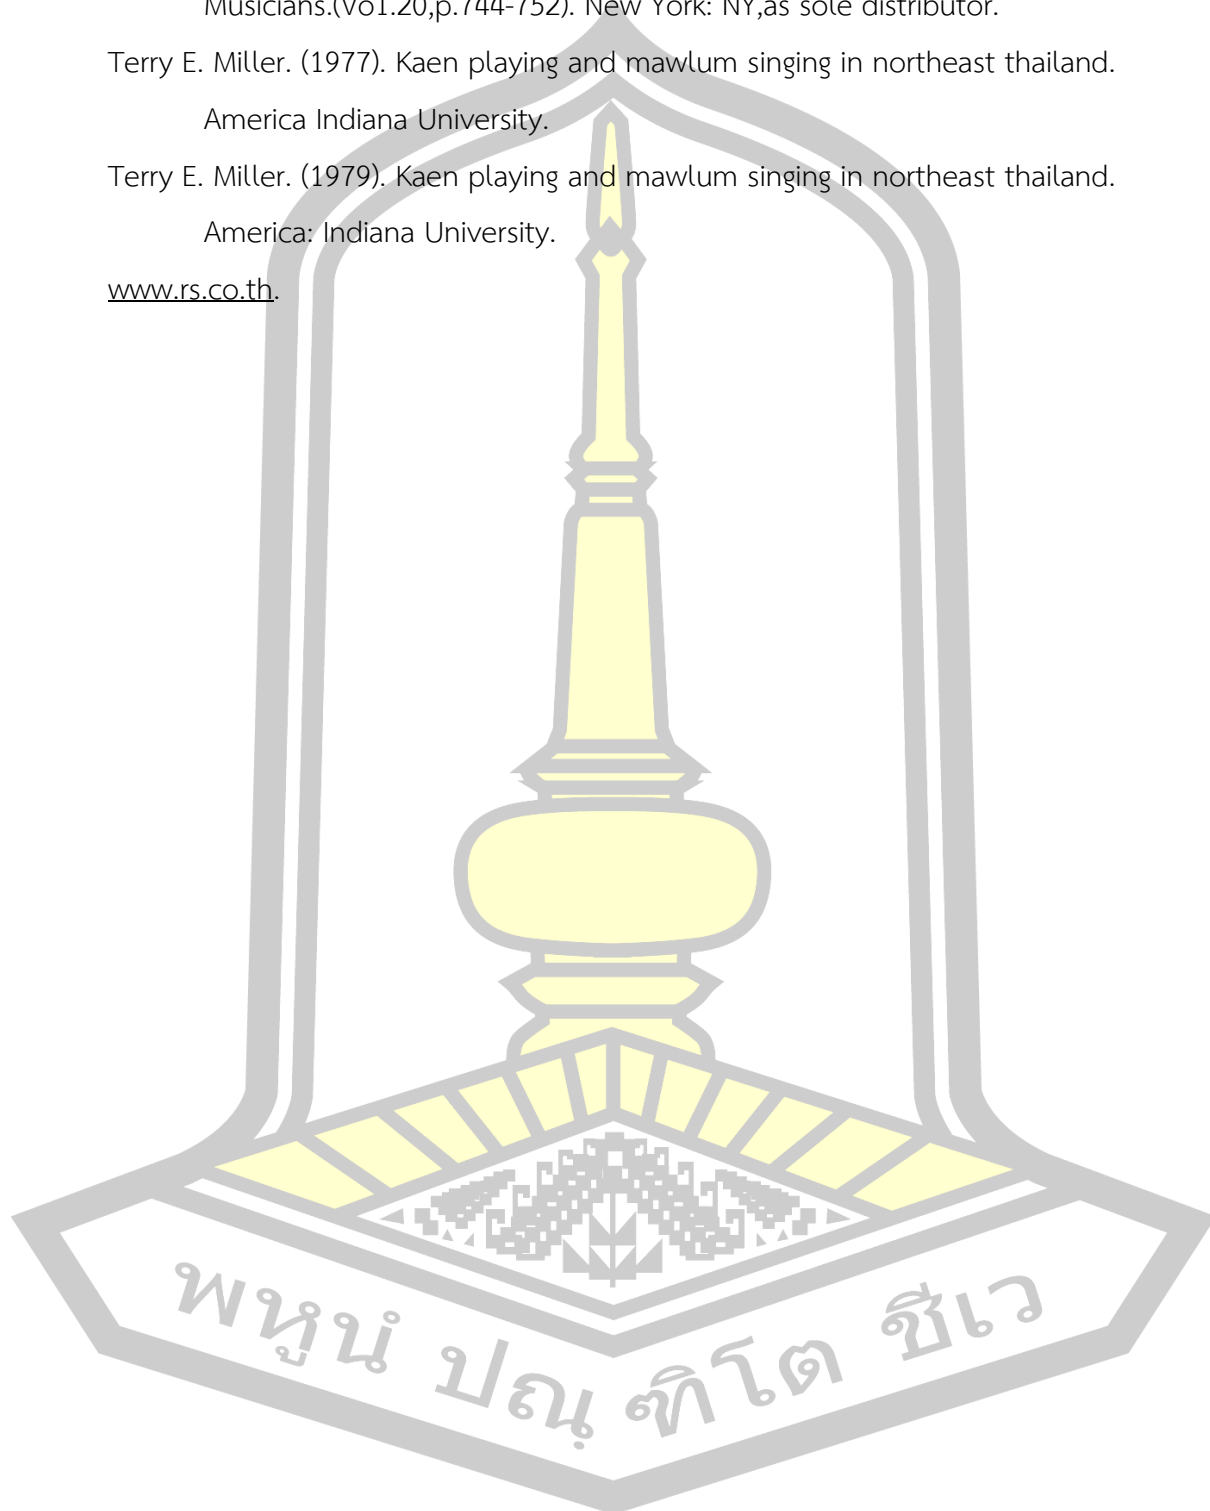 Musicians.(Vo1.20,p.744-752). New York: NY,as sole distributor.
Terry E. Miller. (1977). Kaen playing and mawlum singing in northeast thailand.
America Indiana University.
Terry E. Miller. (1979). Kaen playing and mawlum singing in northeast thailand.
America: Indiana University.
www.rs.co.th.
พหูนํ ปณฺฑิโต ชีเว